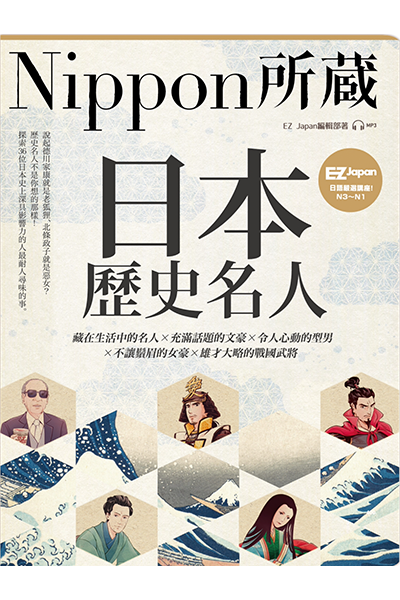 Nippon所蔵
EZ Japan編輯部著 MP3
EZ Japan
日語嚴選講座！
N3～N1
說起德川家康就是老狐狸、北條政子就是惡女？
歷史名人不是你想的那樣！
探索36位日本史上深具影響力的人最耐人尋味的事。
日本
歷史名人
藏在生活中的名人×充滿話題的文豪×令人心動的型男
×不讓鬚眉的女豪×雄才大略的戰國武將